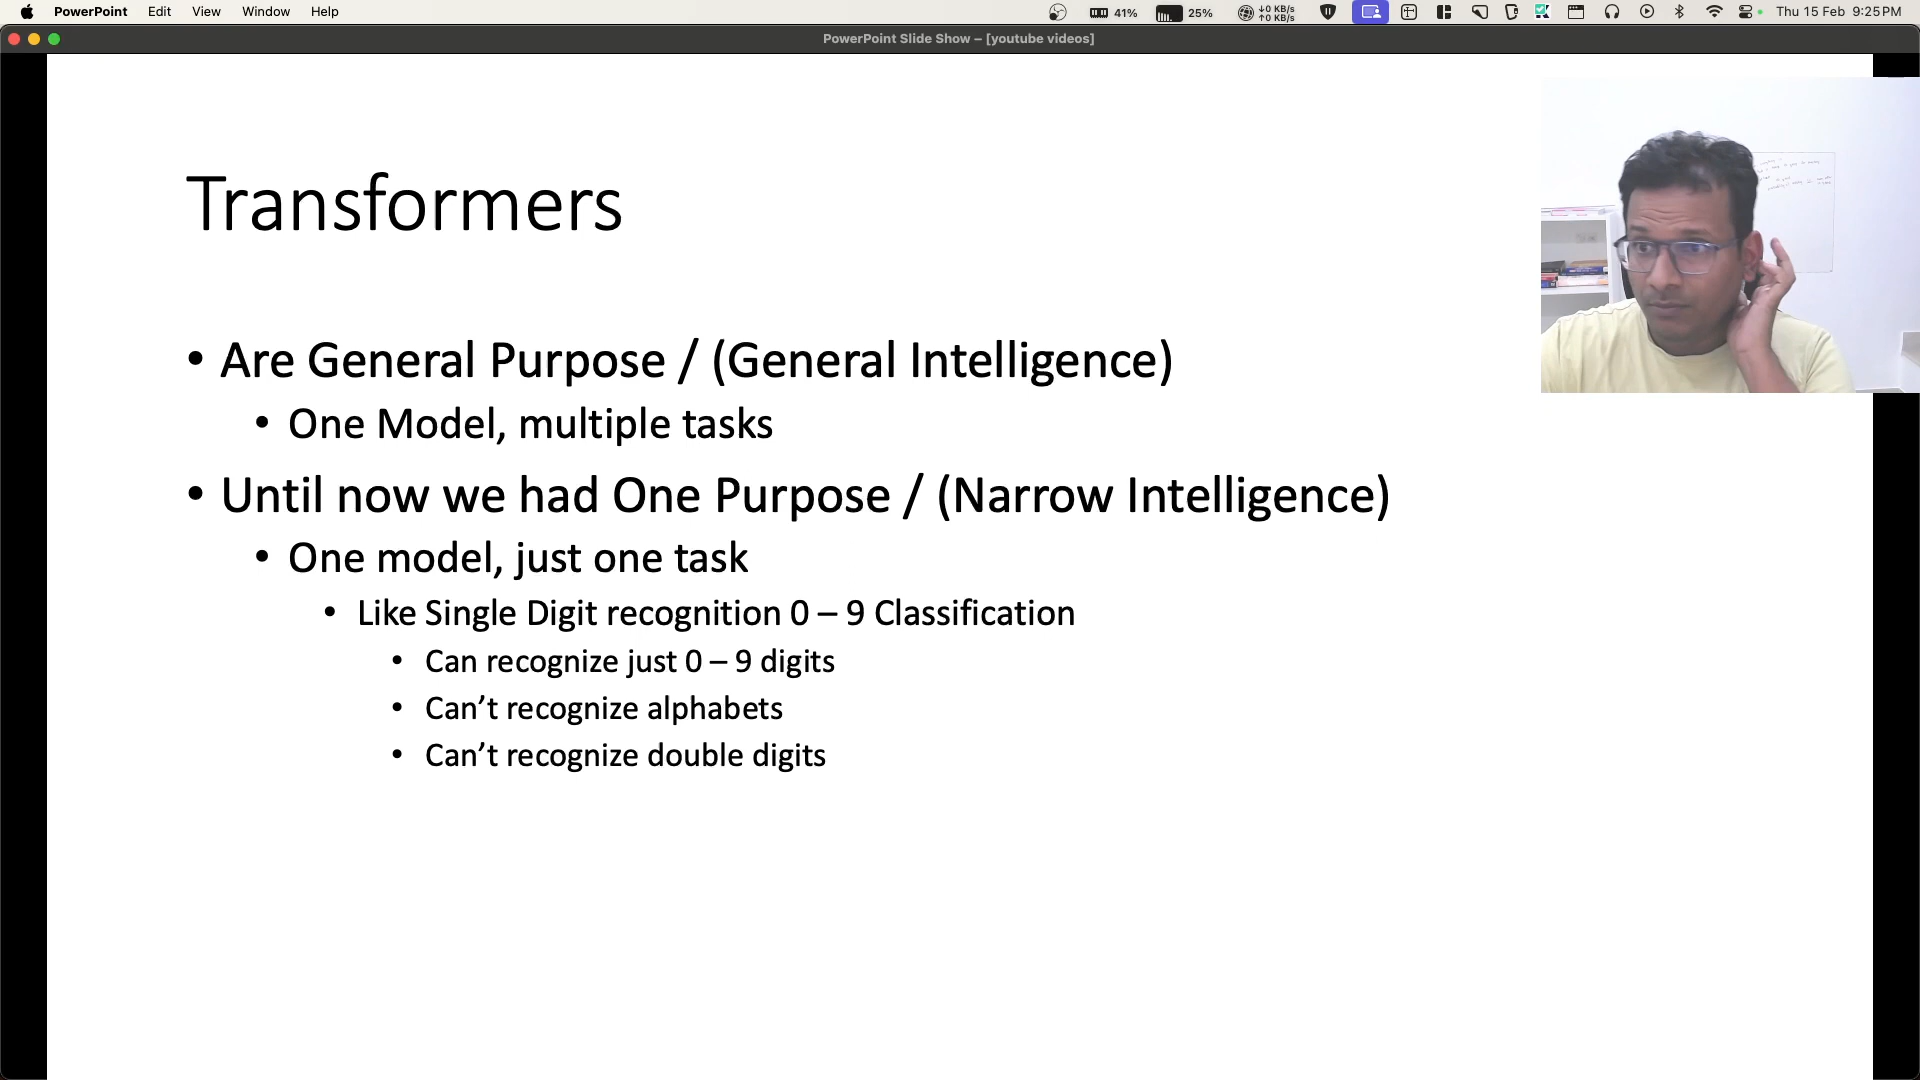 PowerPoint Edit View Window Help 41% 25% ↓0 KB/s ↑0 KB/s Thu 15 Feb 9:25 PM
PowerPoint Slide Show – [youtube videos]
Transformers
• Are General Purpose / (General Intelligence)
• One Model, multiple tasks
• Until now we had One Purpose / (Narrow Intelligence)
• One model, just one task
• Like Single Digit recognition 0 – 9 Classification
• Can recognize just 0 – 9 digits
• Can’t recognize alphabets
• Can’t recognize double digits